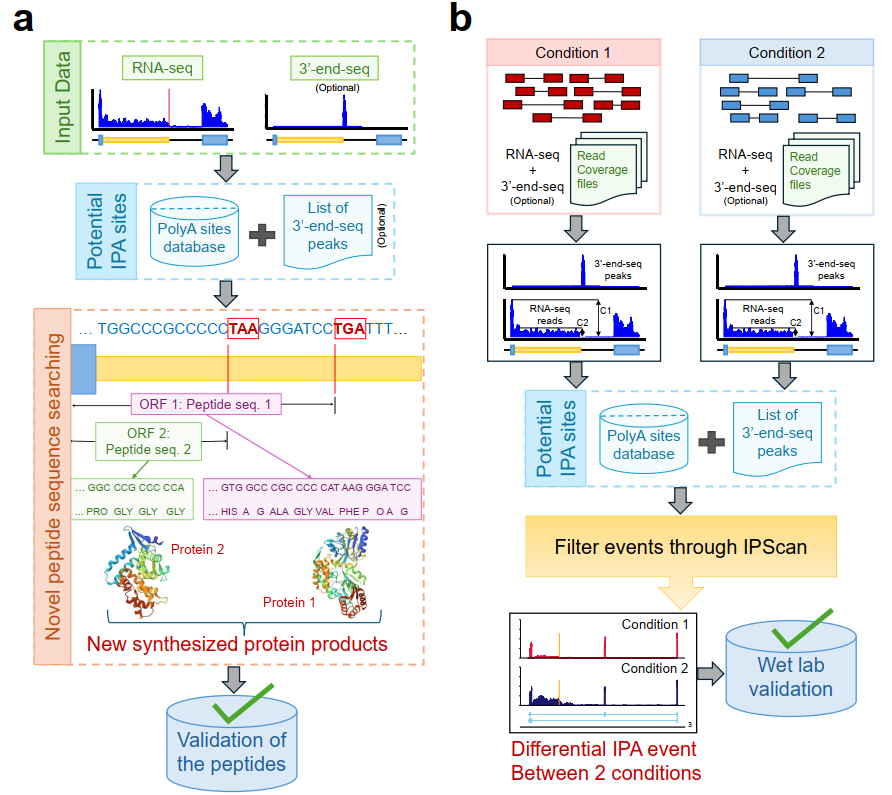 a
Input Data
RNA-seq
3'-end-seq
(Optional)
Potential
IPA sites
PolyA sites
database
List of
3'-end-seq
peaks
(Optional)
Novel peptide sequence searching
... TGGCCCGCCCCCTAAGGGATCCTGATTT...
ORF 1: Peptide seq. 1
ORF 2:
Peptide seq. 2
... GGC CCG CCC CCA
... PRO GLY GLY GLY
... GTG GCC CGC CCC CAT AAG GGA TCC
... HIS A G ALA GLY VAL PHE P O A G
Protein 2
Protein 1
New synthesized protein products
Validation of
the peptides
b
Condition 1
RNA-seq
+
3'-end-seq
(Optional)
Read
Coverage
files
Condition 2
RNA-seq
+
3'-end-seq
(Optional)
Read
Coverage
files
3'-end-seq
peaks
RNA-seq
reads
C2
C1
3'-end-seq
peaks
RNA-seq
reads
C2
C1
Potential
IPA sites
PolyA sites
database
List of
3'-end-seq
peaks
Filter events through IPScan
Condition 1
Condition 2
3
Differential IPA event
Between 2 conditions
Wet lab
validation